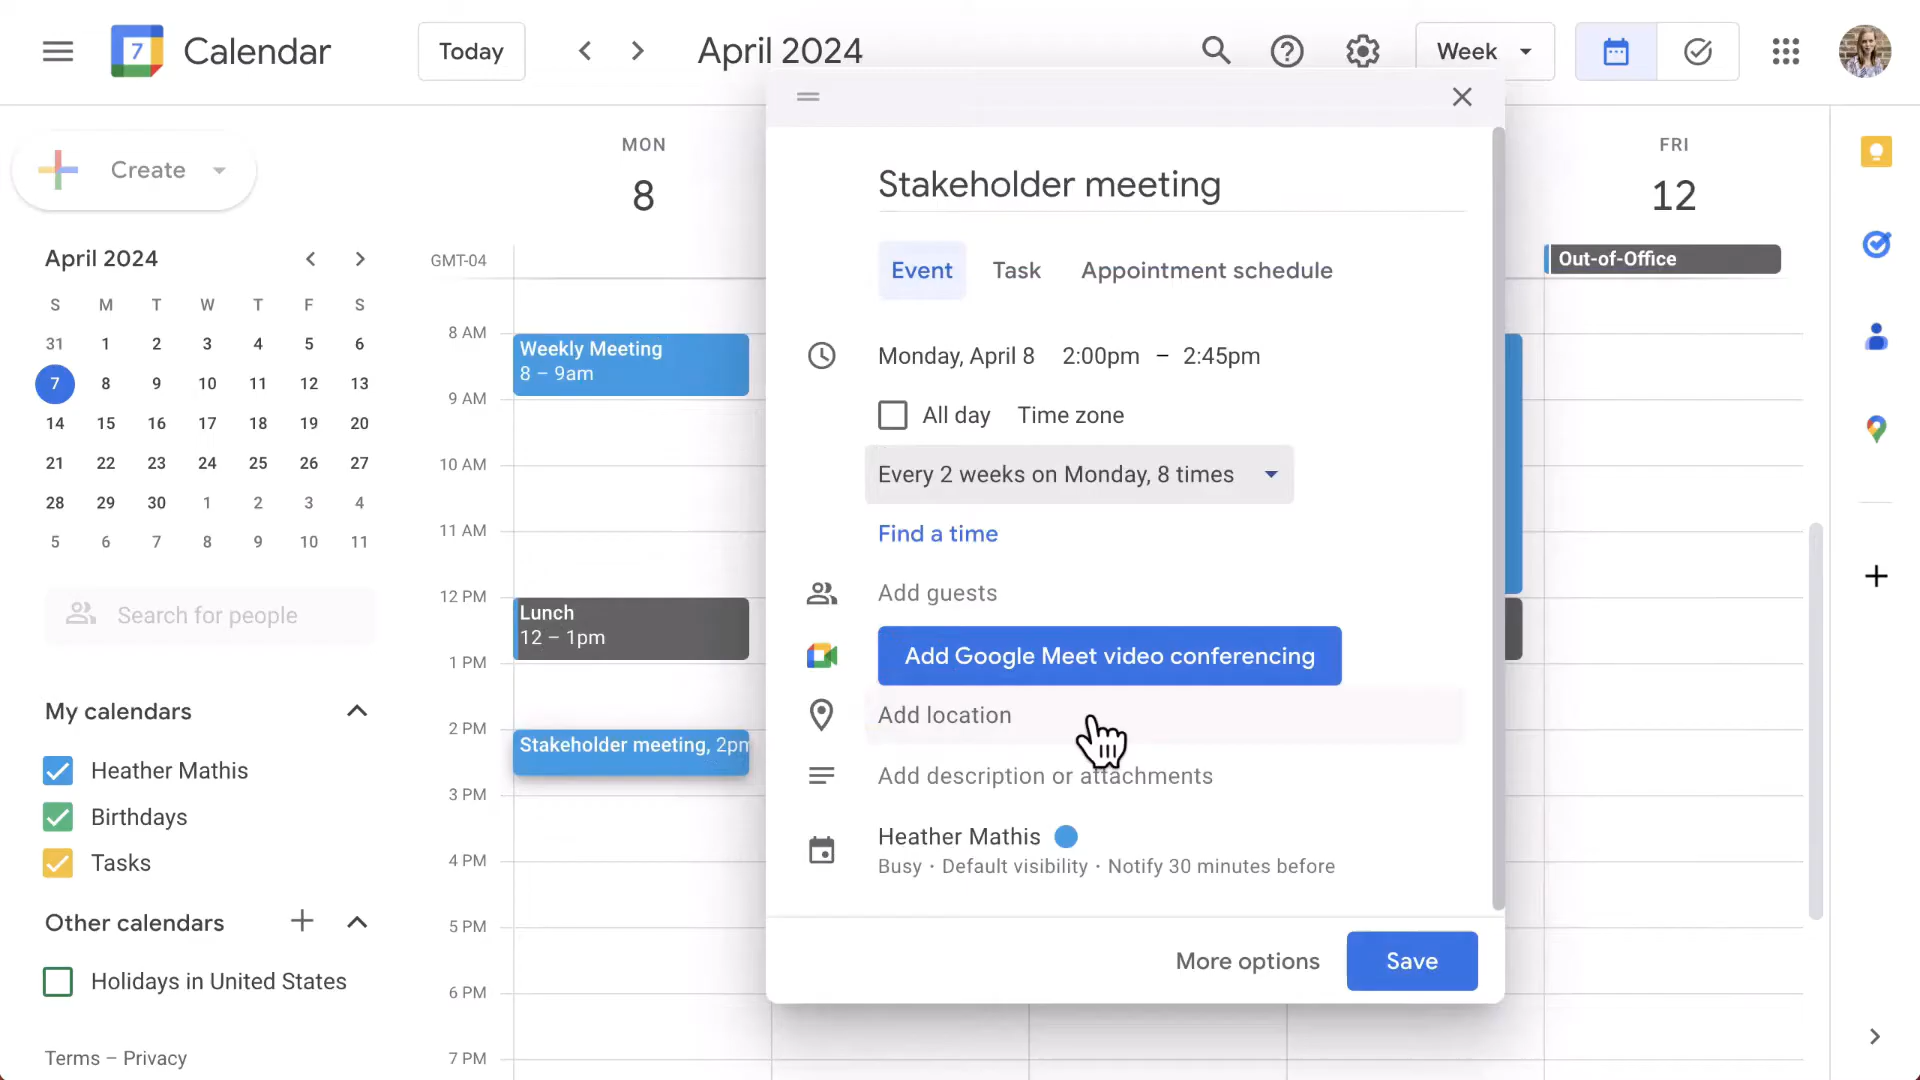 7 Calendar
Today
April 2024
Week
Create
April 2024
S M T W T F S
31 1 2 3 4 5 6
7 8 9 10 11 12 13
14 15 16 17 18 19 20
21 22 23 24 25 26 27
28 29 30 1 2 3 4
5 6 7 8 9 10 11
Search for people
My calendars
Heather Mathis
Birthdays
Tasks
Other calendars
Holidays in United States
Terms – Privacy
MON
8
FRI
12
GMT-04
Out-of-Office
8 AM
9 AM
10 AM
11 AM
12 PM
1 PM
2 PM
3 PM
4 PM
5 PM
6 PM
7 PM
Weekly Meeting
8 – 9am
Lunch
12 – 1pm
Stakeholder meeting, 2pm
Stakeholder meeting
Event Task Appointment schedule
Monday, April 8 2:00pm – 2:45pm
All day Time zone
Every 2 weeks on Monday, 8 times
Find a time
Add guests
Add Google Meet video conferencing
Add location
Add description or attachments
Heather Mathis
Busy · Default visibility · Notify 30 minutes before
More options
Save